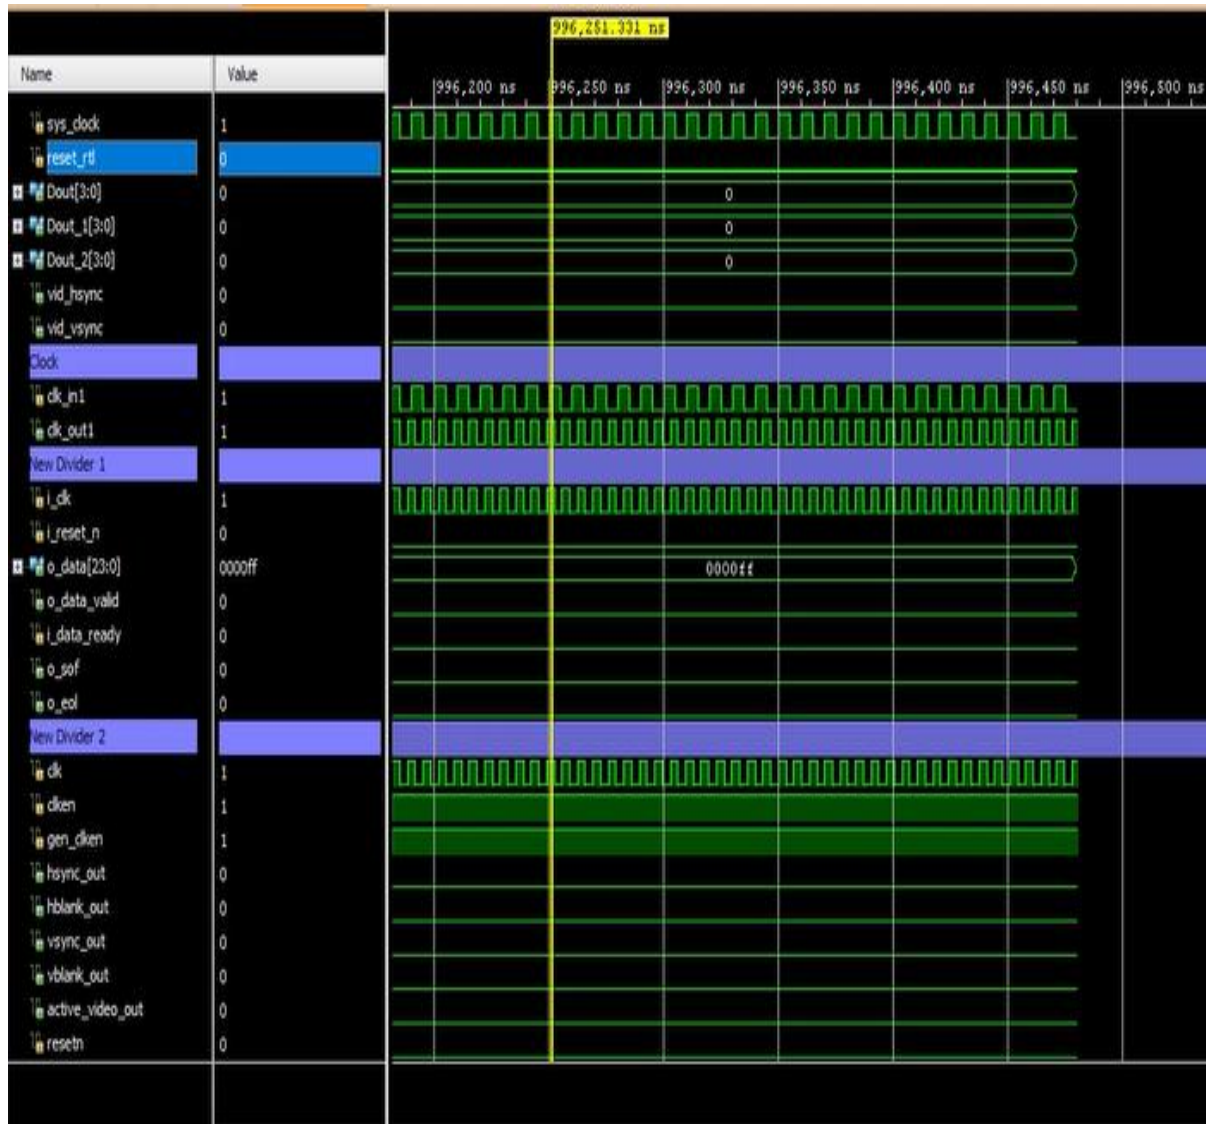 996,251.331 ns
Name Value
996,200 ns 996,250 ns 996,300 ns 996,350 ns 996,400 ns 996,450 ns 996,500 ns
sys_clock 1
reset_rtl 0
Dout[3:0] 0 0
Dout_1[3:0] 0 0
Dout_2[3:0] 0 0
vid_hsync 0
vid_vsync 0
Clock
clk_in1 1
clk_out1 1
New Divider 1
i_clk 1
i_reset_n 0
o_data[23:0] 0000ff 0000ff
o_data_valid 0
i_data_ready 0
o_sof 0
o_eol 0
New Divider 2
clk 1
clken 1
gen_clken 1
hsync_out 0
hblank_out 0
vsync_out 0
vblank_out 0
active_video_out 0
resetn 0